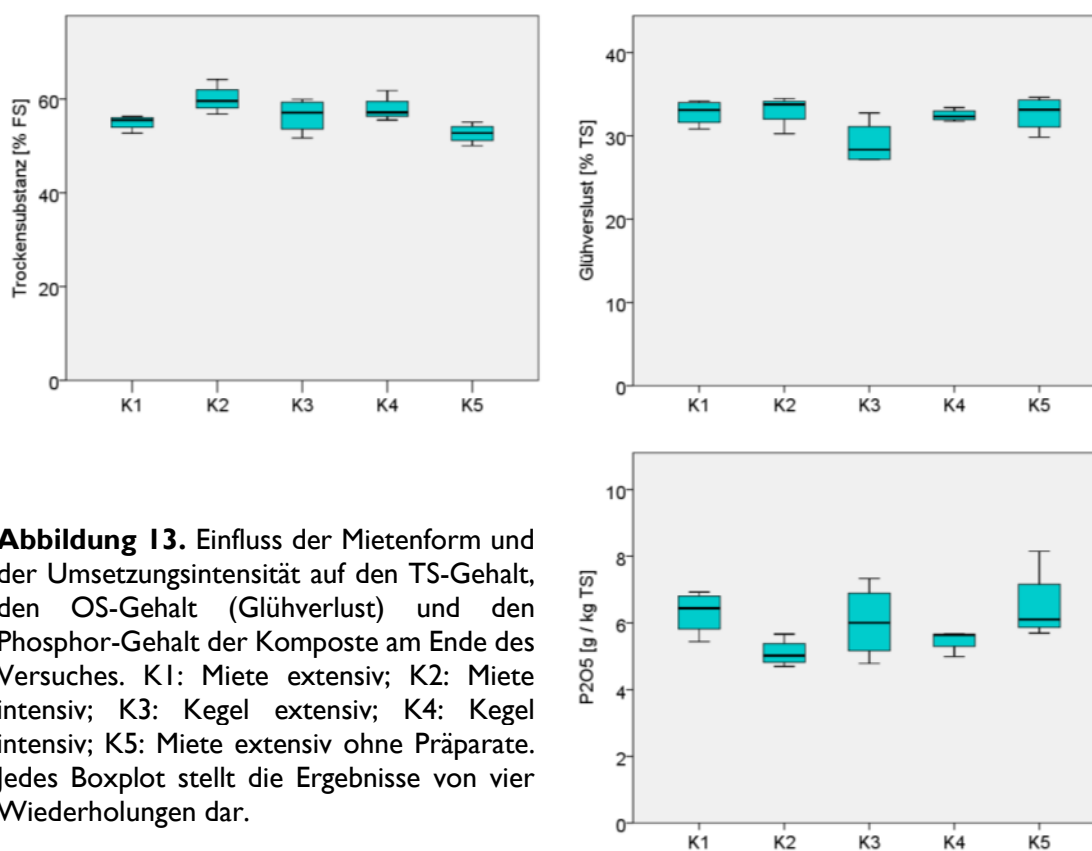 Trockensubstanz [% FS]
60
40
20
0
K1 K2 K3 K4 K5
Glühverslust [% TS]
40
30
20
10
0
K1 K2 K3 K4 K5
Abbildung 13. Einfluss der Mietenform und
der Umsetzungsintensität auf den TS-Gehalt,
den OS-Gehalt (Glühverlust) und den
Phosphor-Gehalt der Komposte am Ende des
Versuches. K1: Miete extensiv; K2: Miete
intensiv; K3: Kegel extensiv; K4: Kegel
intensiv; K5: Miete extensiv ohne Präparate.
Jedes Boxplot stellt die Ergebnisse von vier
Wiederholungen dar.
P2O5 [g / kg TS]
10
8
6
4
2
0
K1 K2 K3 K4 K5